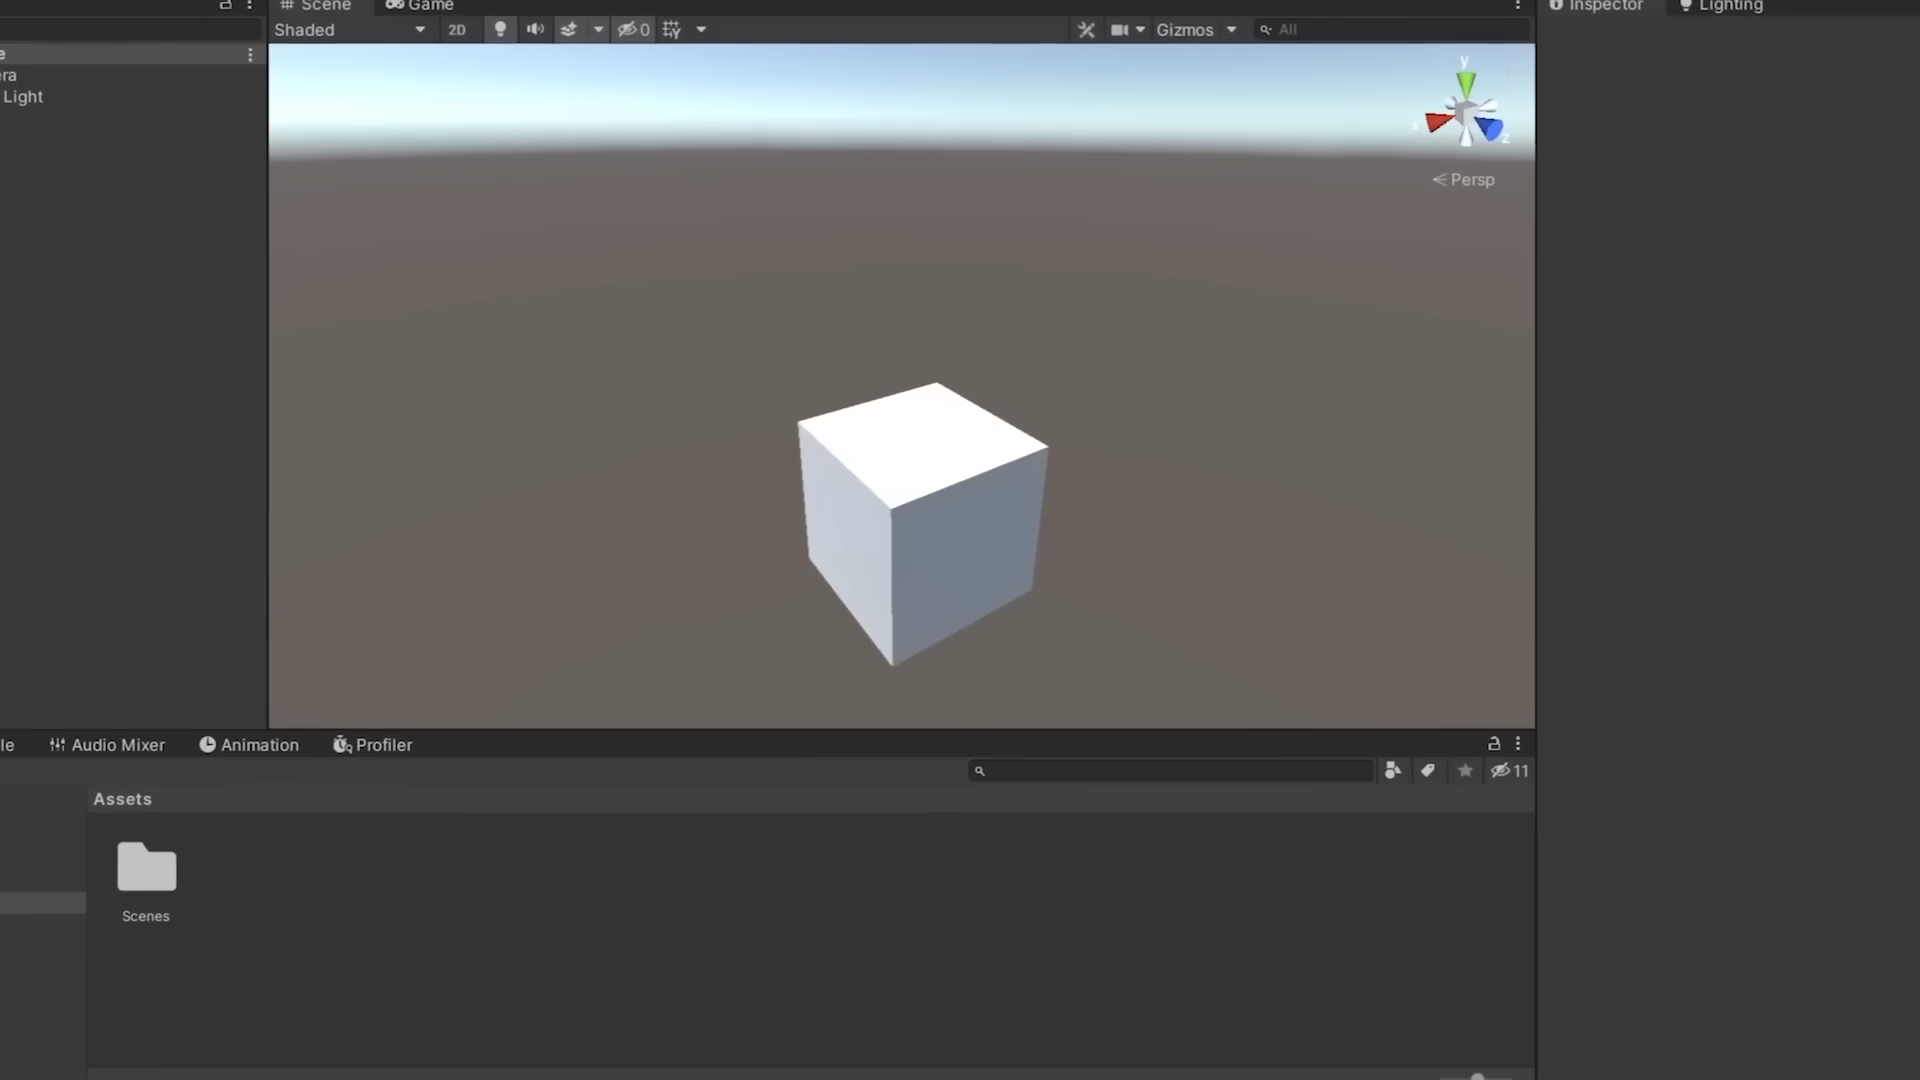 Scene
Game
Inspector
Lighting
Shaded
2D
0
Gizmos
All
e
era
Light
y
x
z
Persp
le
Audio Mixer
Animation
Profiler
11
Assets
Scenes